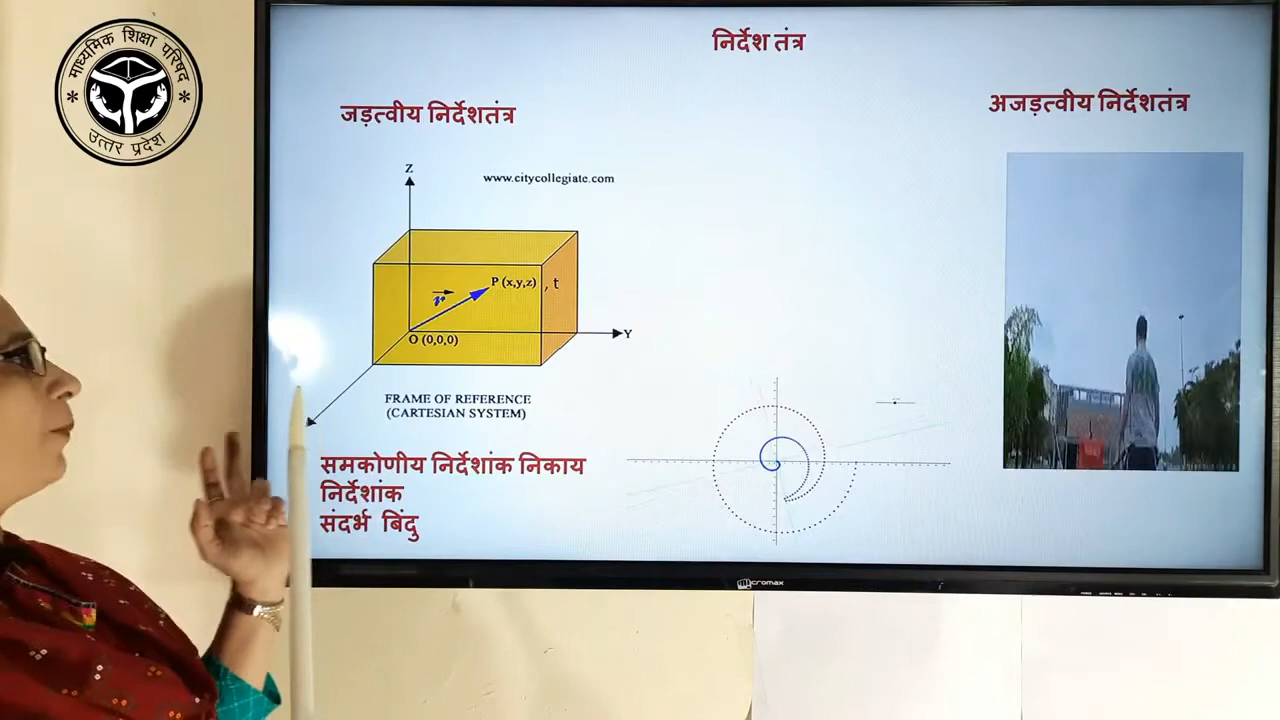 माध्यमिक शिक्षा परिषद
उत्तर प्रदेश
निर्देश तंत्र
जड़त्वीय निर्देशतंत्र
अजड़त्वीय निर्देशतंत्र
Z
www.citycollegiate.com
P (x,y,z) , t
r
O (0,0,0)
Y
FRAME OF REFERENCE
(CARTESIAN SYSTEM)
समकोणीय निर्देशांक निकाय
निर्देशांक
संदर्भ बिंदु
cromax